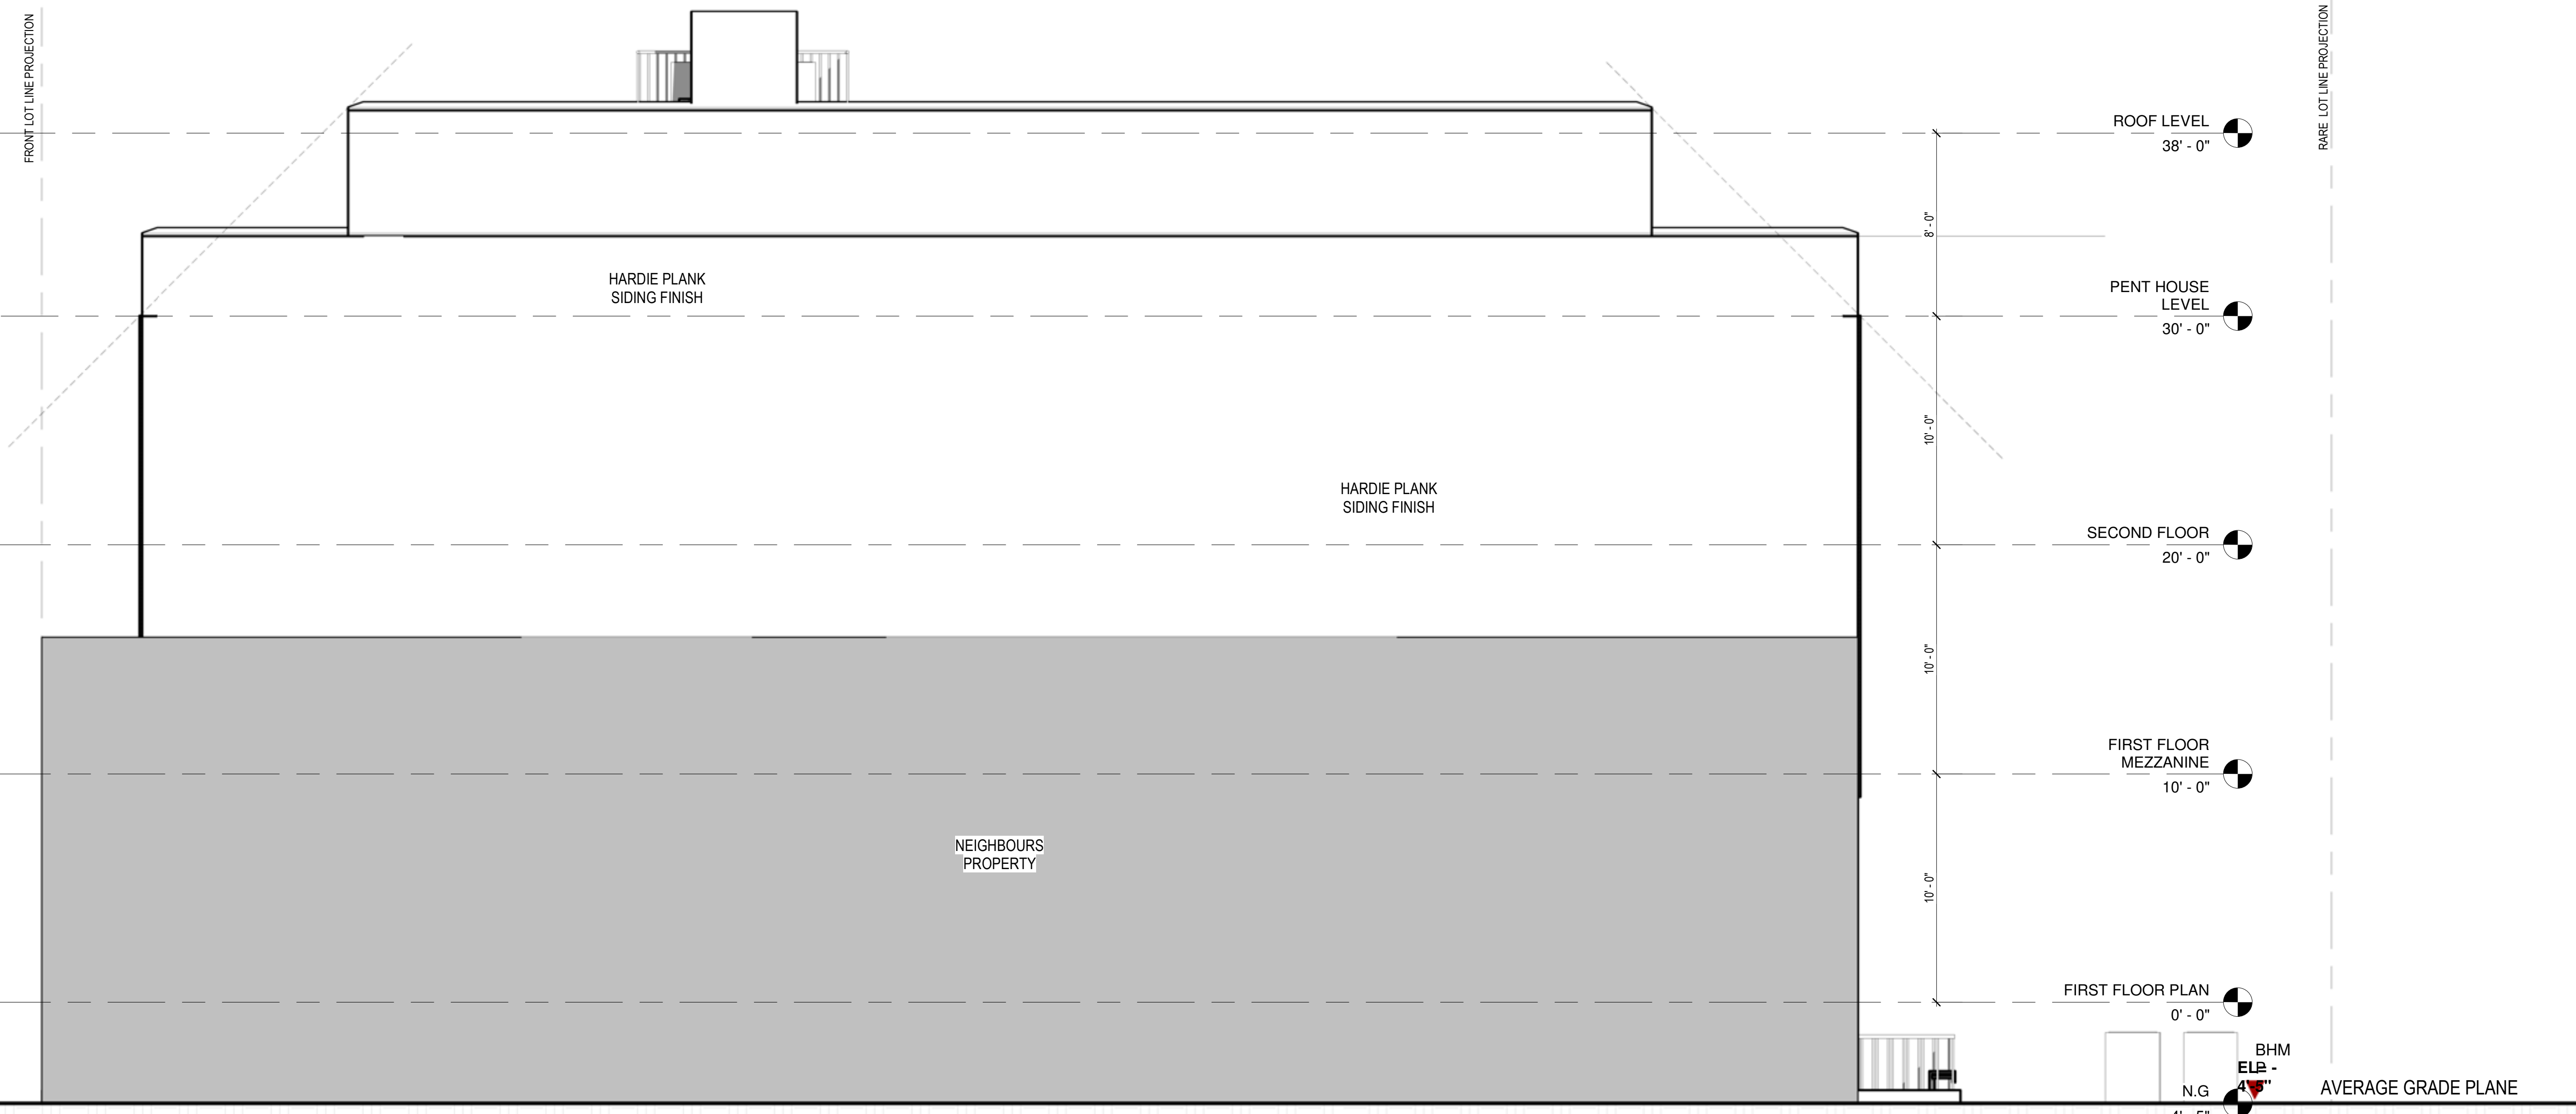 FRONT LOT LINE PROJECTION
RARE LOT LINE PROJECTION
ROOF LEVEL
38' - 0"
8' - 0"
HARDIE PLANK
SIDING FINISH
PENT HOUSE
LEVEL
30' - 0"
10' - 0"
HARDIE PLANK
SIDING FINISH
SECOND FLOOR
20' - 0"
10' - 0"
FIRST FLOOR
MEZZANINE
10' - 0"
NEIGHBOURS
PROPERTY
10' - 0"
FIRST FLOOR PLAN
0' - 0"
BHM
N.G
AVERAGE GRADE PLANE